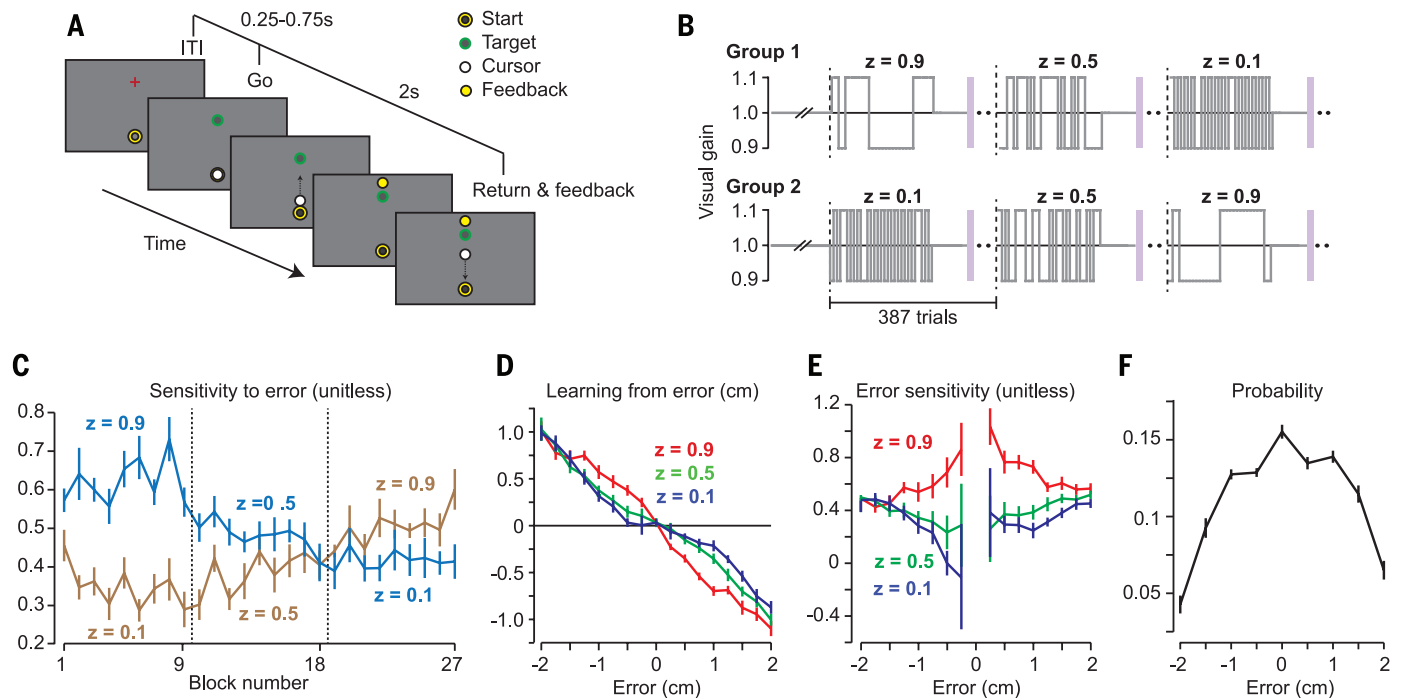 A
0.25-0.75s
ITI
Go
2s
Return & feedback
Time
Start
Target
Cursor
Feedback
B
Group 1
z = 0.9
z = 0.5
z = 0.1
1.1
1.0
0.9
Group 2
z = 0.1
z = 0.5
z = 0.9
1.1
1.0
0.9
Visual gain
387 trials
C
Sensitivity to error (unitless)
0.8
0.7
0.6
0.5
0.4
0.3
0.2
z = 0.9
z = 0.5
z = 0.9
z = 0.1
z = 0.5
z = 0.1
1
9
18
27
Block number
D
Learning from error (cm)
1.0
0.5
0
-0.5
-1.0
z = 0.9
z = 0.5
z = 0.1
-2
-1
0
1
2
Error (cm)
E
Error sensitivity (unitless)
1.2
0.8
0.4
0
-0.4
z = 0.9
z = 0.5
z = 0.1
-2
-1
0
1
2
Error (cm)
F
Probability
0.15
0.1
0.05
-2
-1
0
1
2
Error (cm)